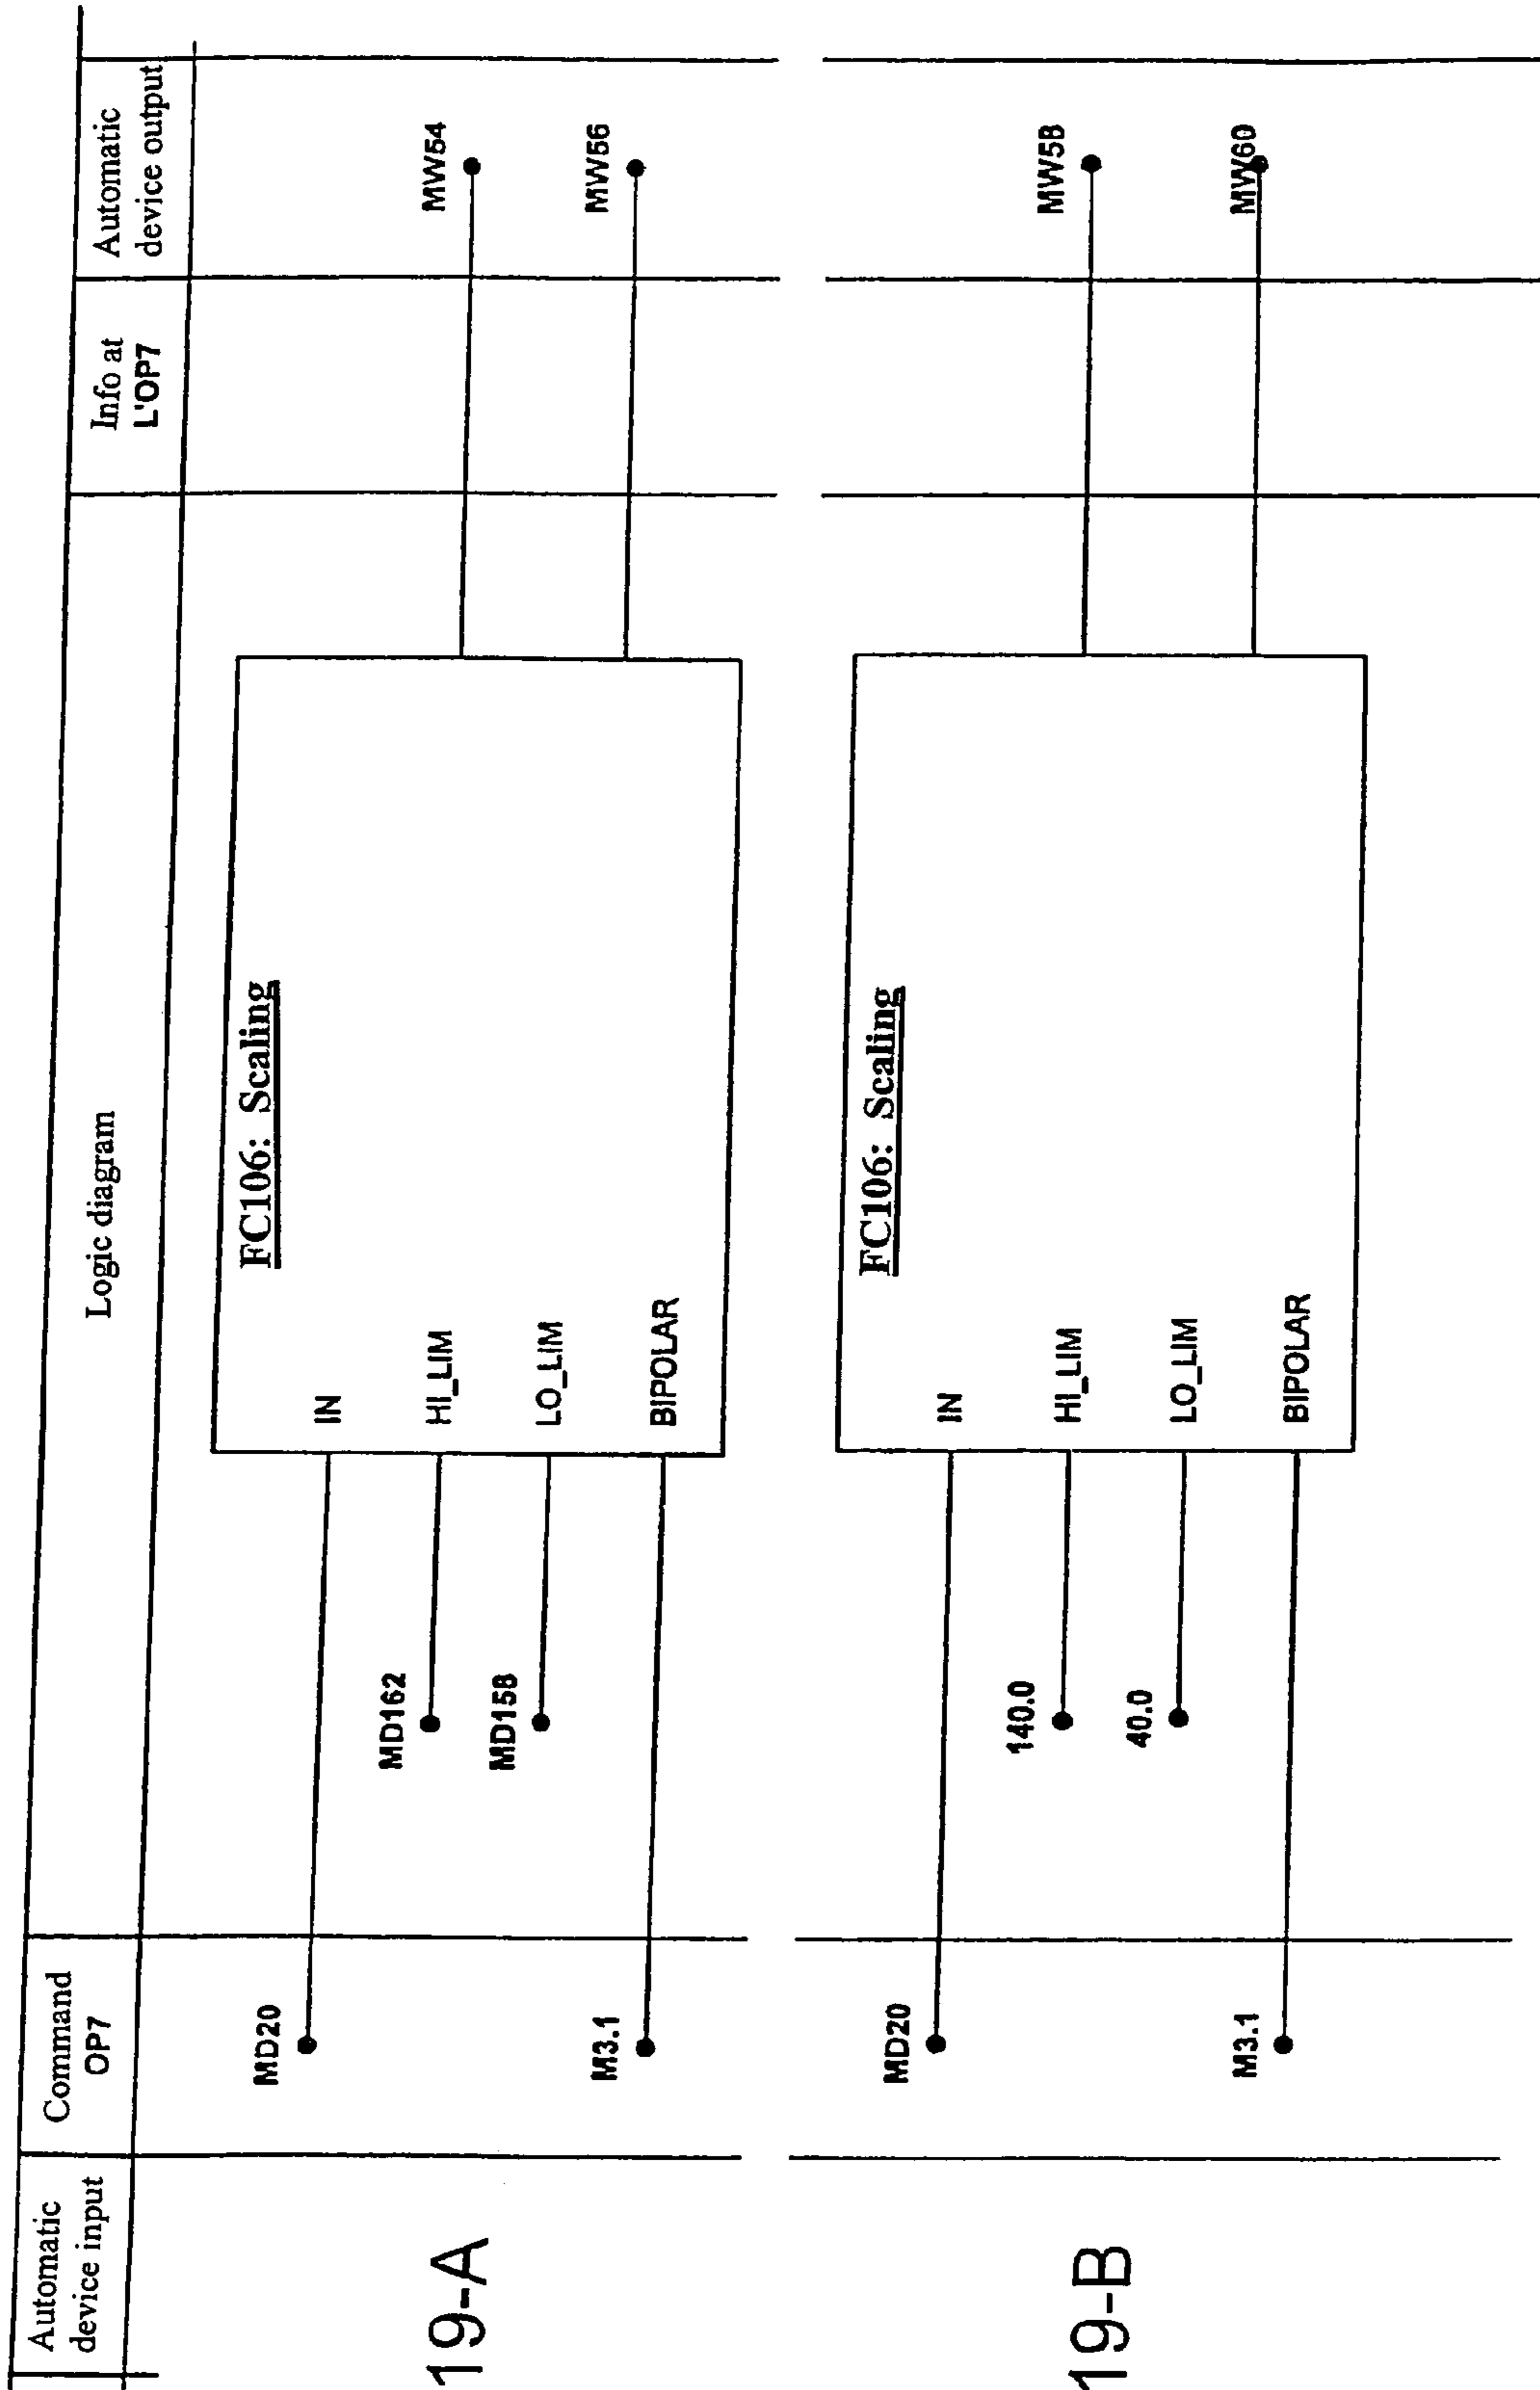 Automatic
device input
Command
OP7
Logic diagram
Info at
L'OP7
Automatic
device output
19-A
FC106: Scaling
MD20
IN
MD162
HI_LIM
MD158
LO_LIM
M3.1
BIPOLAR
MW54
MW56
19-B
FC106: Scaling
MD20
IN
140.0
HI_LIM
40.0
LO_LIM
M3.1
BIPOLAR
MW58
MW60